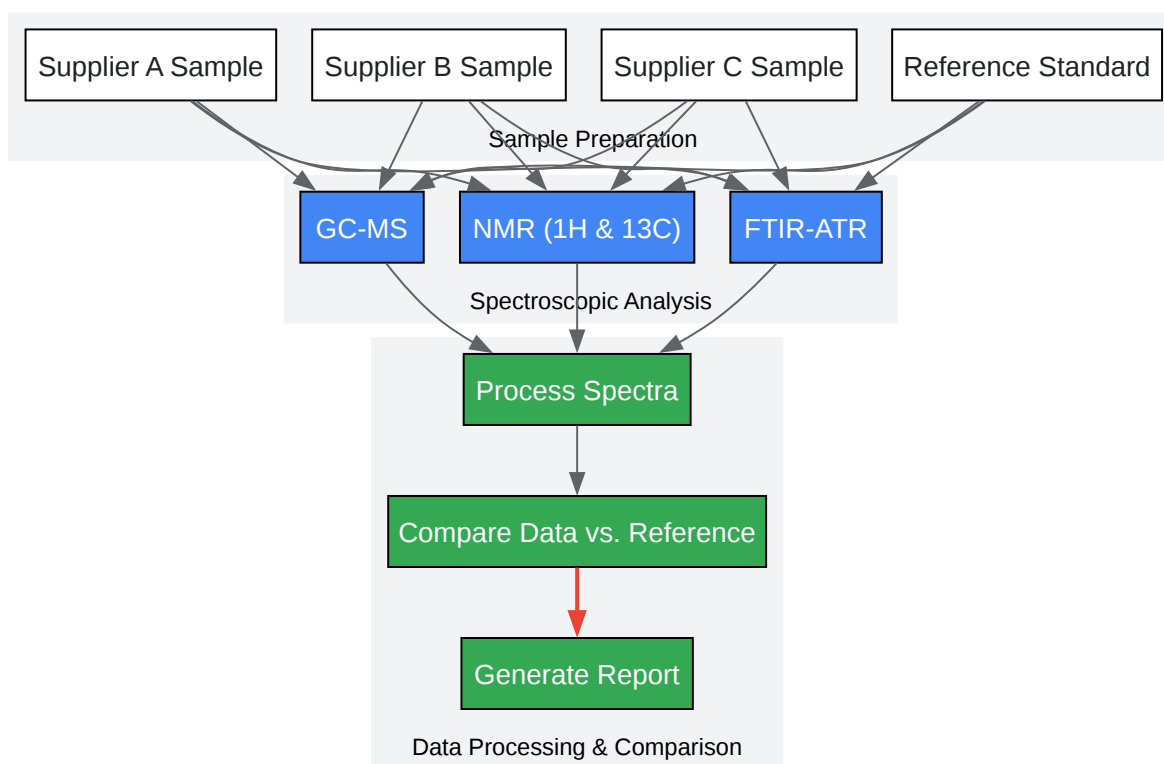 Supplier A Sample
Supplier B Sample
Supplier C Sample
Reference Standard
Sample Preparation
GC-MS
NMR (1H & 13C)
FTIR-ATR
Spectroscopic Analysis
Process Spectra
Compare Data vs. Reference
Generate Report
Data Processing & Comparison